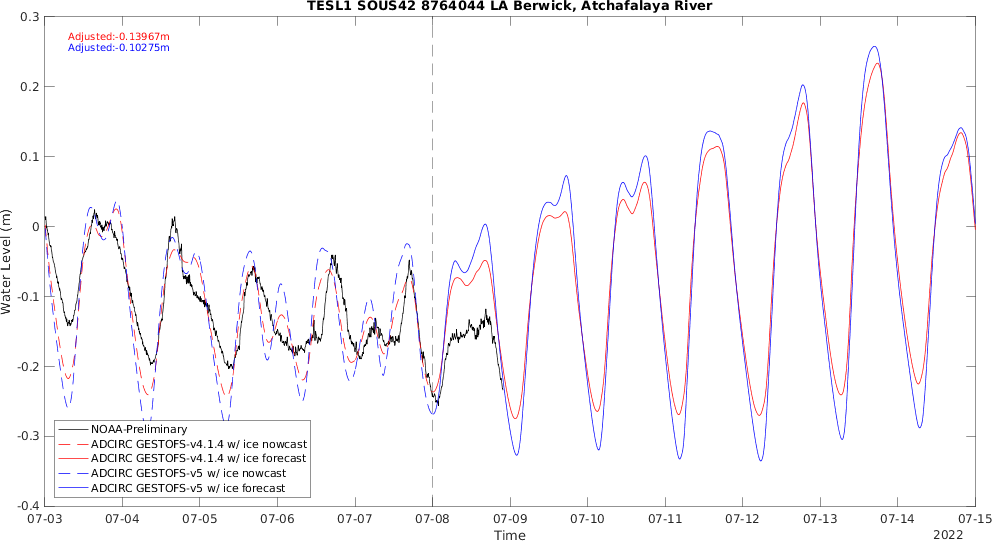 TESL1 SOUS42 8764044 LA Berwick, Atchafalaya River
Adjusted:-0.13967m
Adjusted:-0.10275m
0.3
0.2
0.1
0
-0.1
-0.2
-0.3
-0.4
Water Level (m)
NOAA-Preliminary
ADCIRC GESTOFS-v4.1.4 w/ ice nowcast
ADCIRC GESTOFS-v4.1.4 w/ ice forecast
ADCIRC GESTOFS-v5 w/ ice nowcast
ADCIRC GESTOFS-v5 w/ ice forecast
07-03 07-04 07-05 07-06 07-07 07-08 07-09 07-10 07-11 07-12 07-13 07-14 07-15
Time
2022